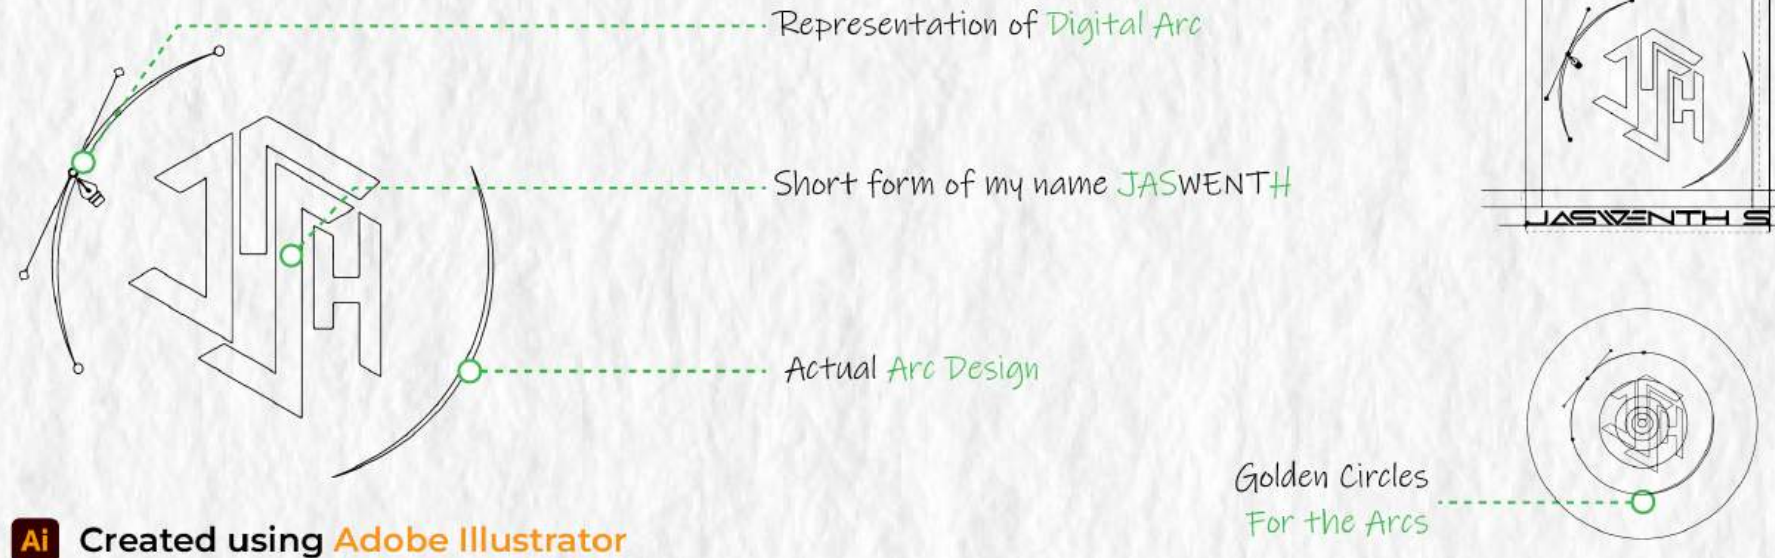 Representation of Digital Arc
Short form of my name JASWENTH
Actual Arc Design
JASWENTH S
Golden Circles
For the Arcs
Ai Created using Adobe Illustrator